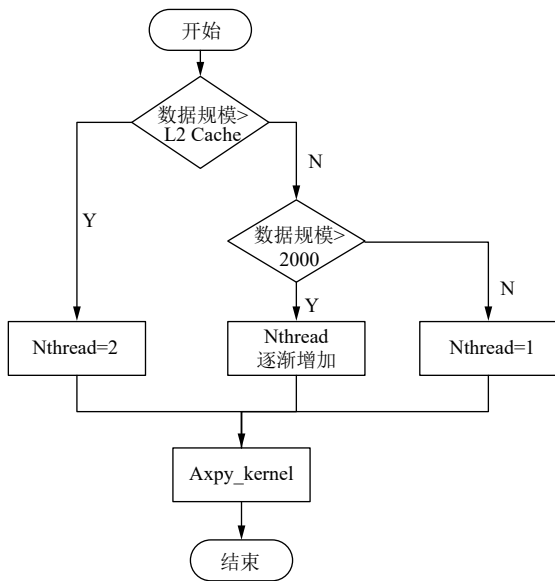 开始
数据规模>
L2 Cache
N
Y
数据规模>
2000
Y
N
Nthread=2
Nthread
逐渐增加
Nthread=1
Axpy_kernel
结束